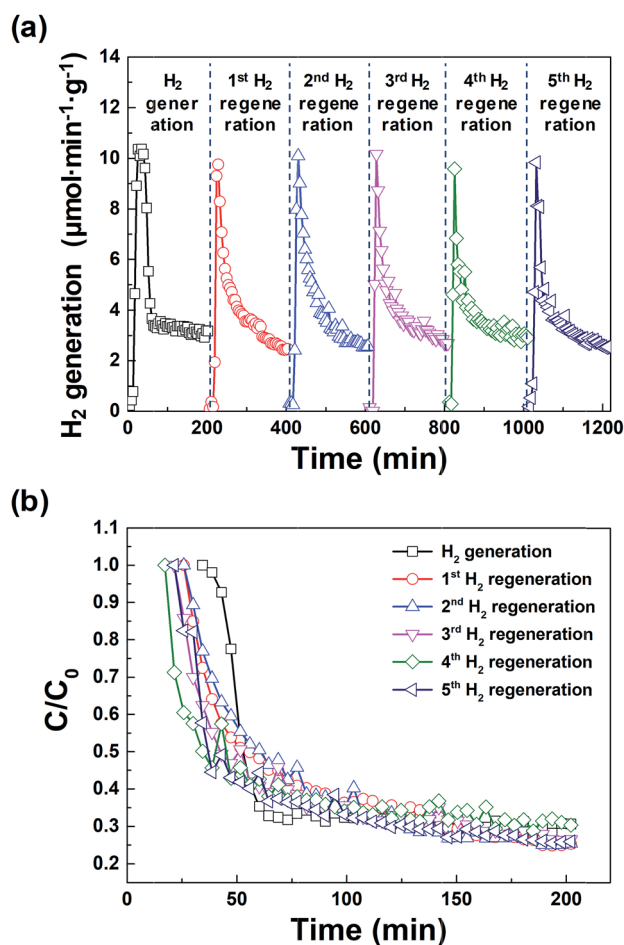 (a)
H₂ generation (μmol·min⁻¹·g⁻¹)
14
12
10
8
6
4
2
0
H₂
gener
ation
1ˢᵗ H₂
regene
ration
2ⁿᵈ H₂
regene
ration
3ʳᵈ H₂
regene
ration
4ᵗʰ H₂
regene
ration
5ᵗʰ H₂
regene
ration
0 200 400 600 800 1000 1200
Time (min)
(b)
C/C₀
1.1
1.0
0.9
0.8
0.7
0.6
0.5
0.4
0.3
0.2
H₂ generation
1ˢᵗ H₂ regeneration
2ⁿᵈ H₂ regeneration
3ʳᵈ H₂ regeneration
4ᵗʰ H₂ regeneration
5ᵗʰ H₂ regeneration
0 50 100 150 200
Time (min)